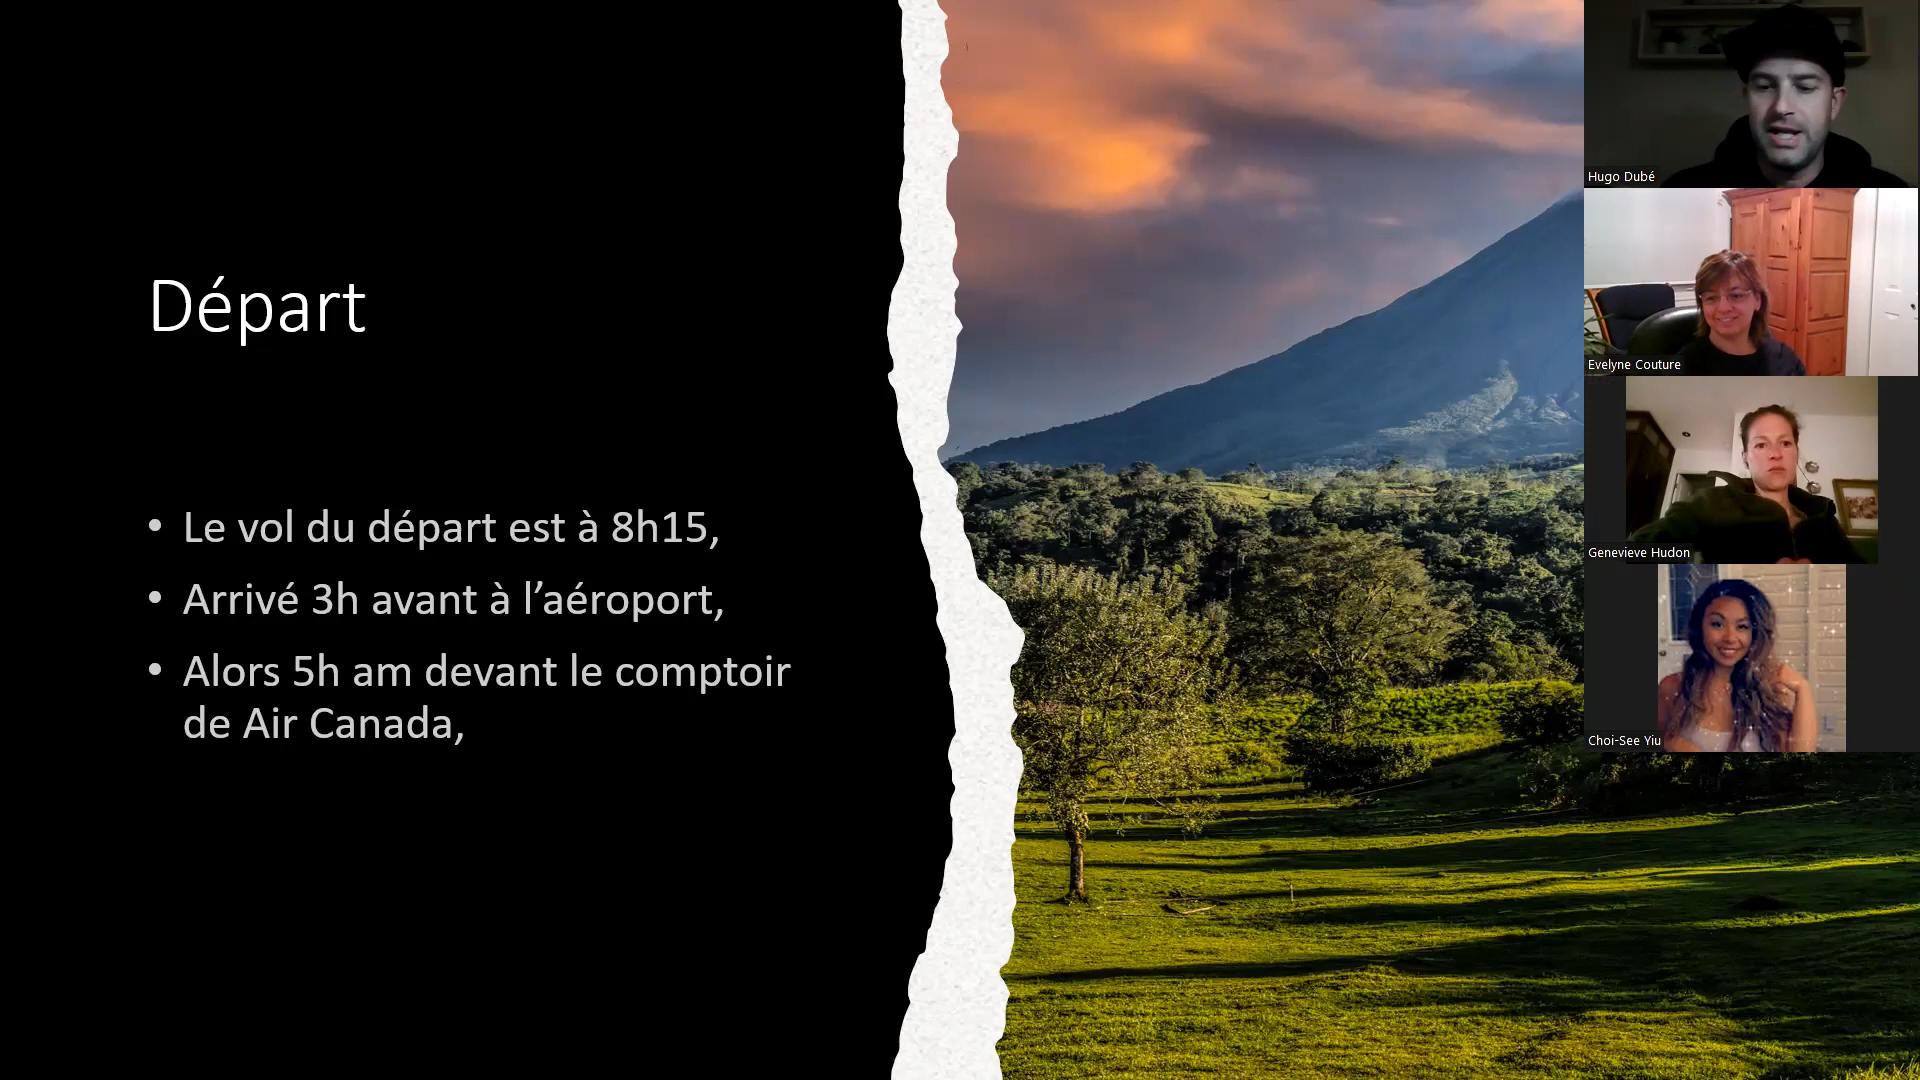 Départ
• Le vol du départ est à 8h15,
• Arrivé 3h avant à l’aéroport,
• Alors 5h am devant le comptoir
de Air Canada,
Hugo Dubé
Evelyne Couture
Genevieve Hudon
Choi-See Yiu